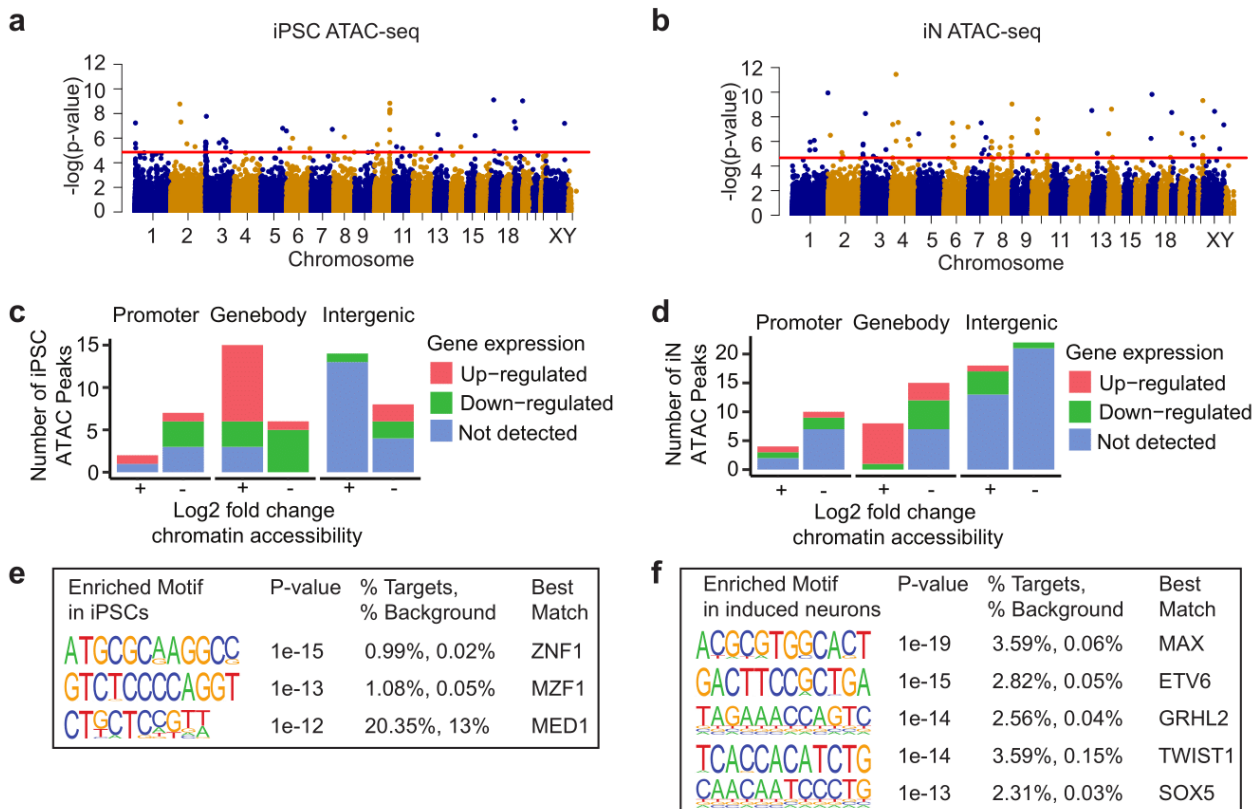 a
iPSC ATAC-seq
12
10
8
6
4
2
0
-log(p-value)
1 2 3 4 5 6 7 8 9 11 13 15 18 XY
Chromosome
b
iN ATAC-seq
12
10
8
6
4
2
0
-log(p-value)
1 2 3 4 5 6 7 8 9 11 13 15 18 XY
Chromosome
c
Promoter Genebody Intergenic
15
10
5
0
Number of iPSC
ATAC Peaks
+ - + - + -
Log2 fold change
chromatin accessibility
Gene expression
Up-regulated
Down-regulated
Not detected
d
Promoter Genebody Intergenic
20
15
10
5
0
Number of iN
ATAC Peaks
+ - + - + -
Log2 fold change
chromatin accessibility
Gene expression
Up-regulated
Down-regulated
Not detected
e
Enriched Motif
in iPSCs
P-value
% Targets,
% Background
Best
Match
ATGCGCAAGGCC 1e-15 0.99%, 0.02% ZNF1
GTCTCCCCAGGT 1e-13 1.08%, 0.05% MZF1
CTGCTCCGTT 1e-12 20.35%, 13% MED1
f
Enriched Motif
in induced neurons
P-value
% Targets,
% Background
Best
Match
ACGCGTGGCACT 1e-19 3.59%, 0.06% MAX
GACTTCCGCTGA 1e-15 2.82%, 0.05% ETV6
TAGAAACCAGTC 1e-14 2.56%, 0.04% GRHL2
TCACCACATCTG 1e-14 3.59%, 0.15% TWIST1
CAACAATCCCTG 1e-13 2.31%, 0.03% SOX5